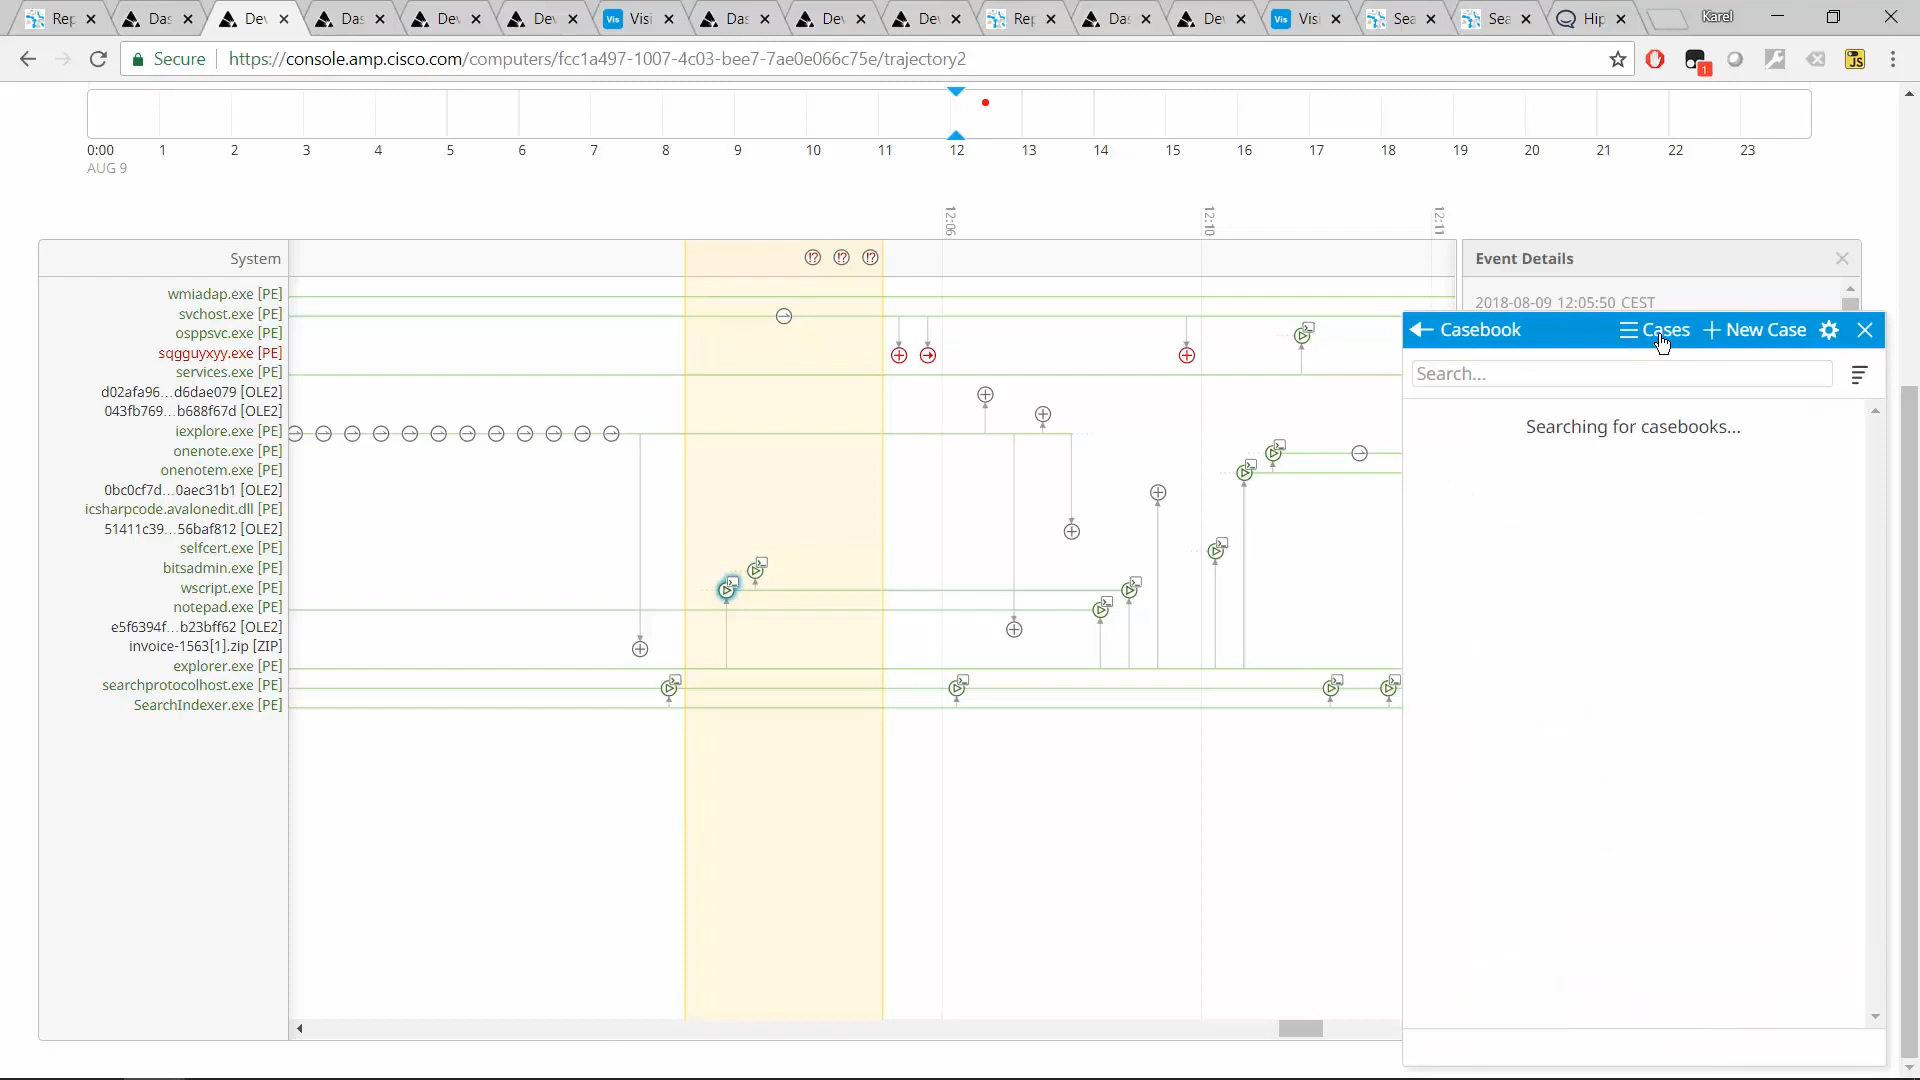 Rep
Das
Dev
Das
Dev
Dev
Vis
Visi
Das
Dev
Dev
Rep
Das
Dev
Vis
Visi
Sea
Sea
Hip
Karel
Secure
https://console.amp.cisco.com/computers/fcc1a497-1007-4c03-bee7-7ae0e066c75e/trajectory2
1
JS
0:00 1 2 3 4 5 6 7 8 9 10 11 12 13 14 15 16 17 18 19 20 21 22 23
AUG 9
12:06
12:10
12:11
System
Event Details
2018-08-09 12:05:50 CEST
wmiadap.exe [PE]
svchost.exe [PE]
osppsvc.exe [PE]
sqgguyxyy.exe [PE]
services.exe [PE]
d02afa96...d6dae079 [OLE2]
043fb769...b688f67d [OLE2]
iexplore.exe [PE]
onenote.exe [PE]
onenotem.exe [PE]
0bc0cf7d...0aec31b1 [OLE2]
icsharpcode.avalonedit.dll [PE]
51411c39...56baf812 [OLE2]
selfcert.exe [PE]
bitsadmin.exe [PE]
wscript.exe [PE]
notepad.exe [PE]
e5f6394f...b23bff62 [OLE2]
invoice-1563[1].zip [ZIP]
explorer.exe [PE]
searchprotocolhost.exe [PE]
SearchIndexer.exe [PE]
Casebook
Cases
New Case
Search...
Searching for casebooks...